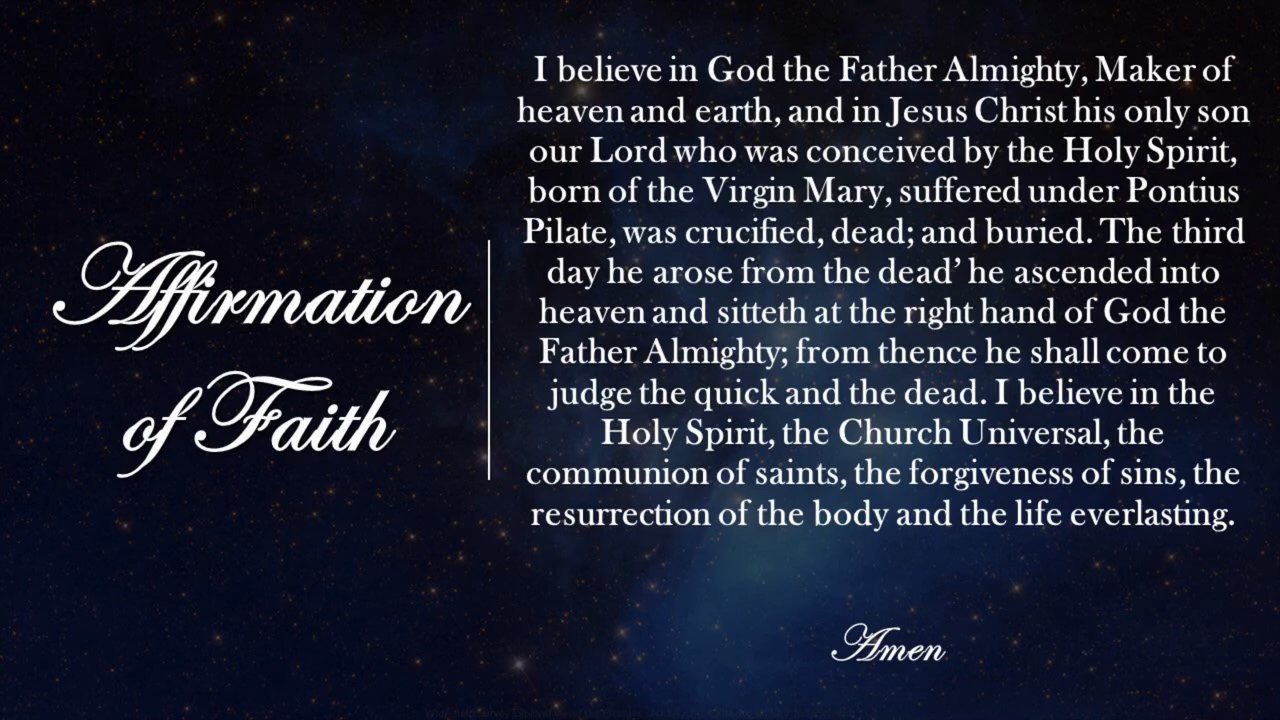 Affirmation
of Faith
I believe in God the Father Almighty, Maker of
heaven and earth, and in Jesus Christ his only son
our Lord who was conceived by the Holy Spirit,
born of the Virgin Mary, suffered under Pontius
Pilate, was crucified, dead; and buried. The third
day he arose from the dead’ he ascended into
heaven and sitteth at the right hand of God the
Father Almighty; from thence he shall come to
judge the quick and the dead. I believe in the
Holy Spirit, the Church Universal, the
communion of saints, the forgiveness of sins, the
resurrection of the body and the life everlasting.
Amen